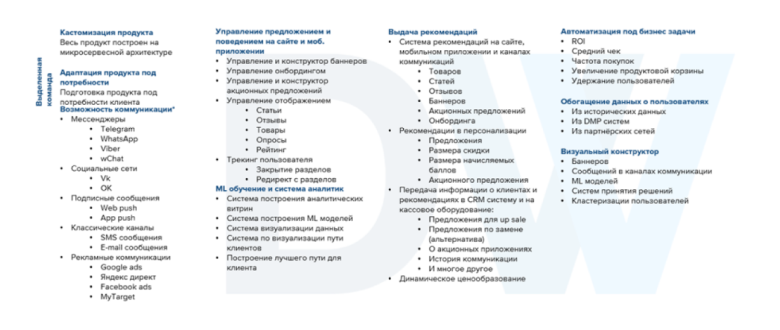 Выделенная
команда
Кастомизация продукта
Весь продукт построен на
микросервесной архитектуре
Адаптация продукта под
потребности
Подготовка продукта под
потребности клиента
Возможность коммуникации*
• Мессенджеры
• Telegram
• WhatsApp
• Viber
• wChat
• Социальные сети
• Vk
• OK
• Подписные сообщения
• Web push
• App push
• Классические каналы
• SMS сообщения
• E-mail сообщения
• Рекламные коммуникации
• Google ads
• Яндекс директ
• Facebook ads
• MyTarget
Управление предложением и
поведением на сайте и моб.
приложении
• Управление и конструктор баннеров
• Управление онбордингом
• Управление и конструктор
акционных предложений
• Управление отображением
• Статьи
• Отзывы
• Товары
• Опросы
• Рейтинг
• Трекинг пользователя
• Закрытие разделов
• Редирект с разделов
ML обучение и система аналитик
• Система построения аналитических
витрин
• Система построения ML моделей
• Система визуализации данных
• Система по визуализации пути
клиентов
• Построение лучшего пути для
клиента
Выдача рекомендаций
• Система рекомендаций на сайте,
мобильном приложении и каналах
коммуникаций
• Товаров
• Статей
• Отзывов
• Баннеров
• Акционных предложений
• Онбординга
• Рекомендации в персонализации
• Предложения
• Размера скидки
• Размера начисляемых
баллов
• Акционного предложения
• Передача информации о клиентах и
рекомендациях в CRM систему и на
кассовое оборудование:
• Предложения для up sale
• Предложения по замене
(альтернатива)
• О акционных приложениях
• История коммуникации
• И многое другое
• Динамическое ценообразование
Автоматизация под бизнес задачи
• ROI
• Средний чек
• Частота покупок
• Увеличение продуктовой корзины
• Удержание пользователей
Обогащение данных о пользователях
• Из исторических данных
• Из DMP систем
• Из партнёрских сетей
Визуальный конструктор
• Баннеров
• Сообщений в каналах коммуникации
• ML моделей
• Систем принятия решений
• Кластеризации пользователей